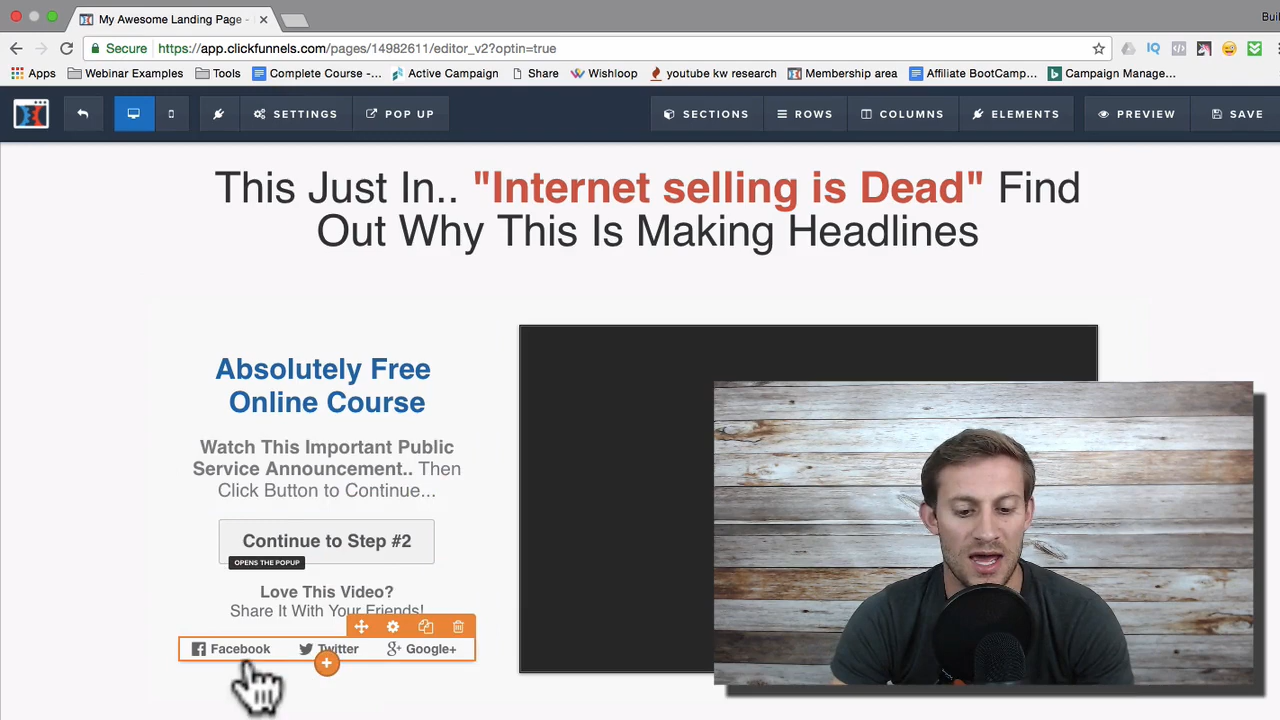 My Awesome Landing Page -
Buil
Secure https://app.clickfunnels.com/pages/14982611/editor_v2?optin=true
IQ
Apps Webinar Examples Tools Complete Course -... Active Campaign Share Wishloop youtube kw research Membership area Affiliate BootCamp... Campaign Manage...
SETTINGS POP UP SECTIONS ROWS COLUMNS ELEMENTS PREVIEW SAVE
This Just In.. "Internet selling is Dead" Find
Out Why This Is Making Headlines
Absolutely Free
Online Course
Watch This Important Public
Service Announcement.. Then
Click Button to Continue...
Continue to Step #2
OPENS THE POPUP
Love This Video?
Share It With Your Friends!
Facebook Twitter Google+